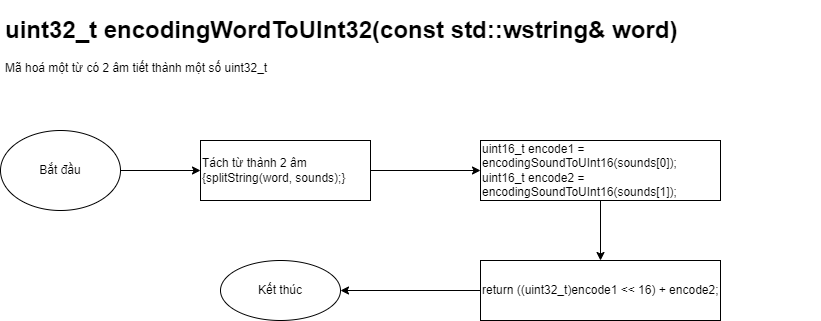 uint32_t encodingWordToUInt32(const std::wstring& word)
Mã hoá một từ có 2 âm tiết thành một số uint32_t
Bắt đầu
Tách từ thành 2 âm
{splitString(word, sounds);}
uint16_t encode1 =
encodingSoundToUInt16(sounds[0]);
uint16_t encode2 =
encodingSoundToUInt16(sounds[1]);
Kết thúc
return ((uint32_t)encode1 << 16) + encode2;